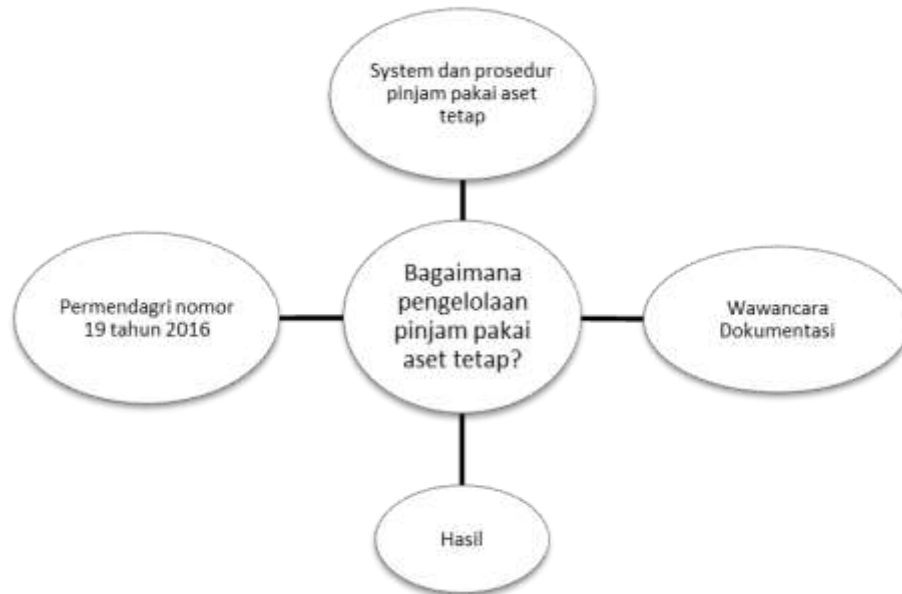 System dan prosedur
pinjam pakai aset
tetap
Permendagri nomor
19 tahun 2016
Bagaimana
pengelolaan
pinjam pakai
aset tetap?
Wawancara
Dokumentasi
Hasil